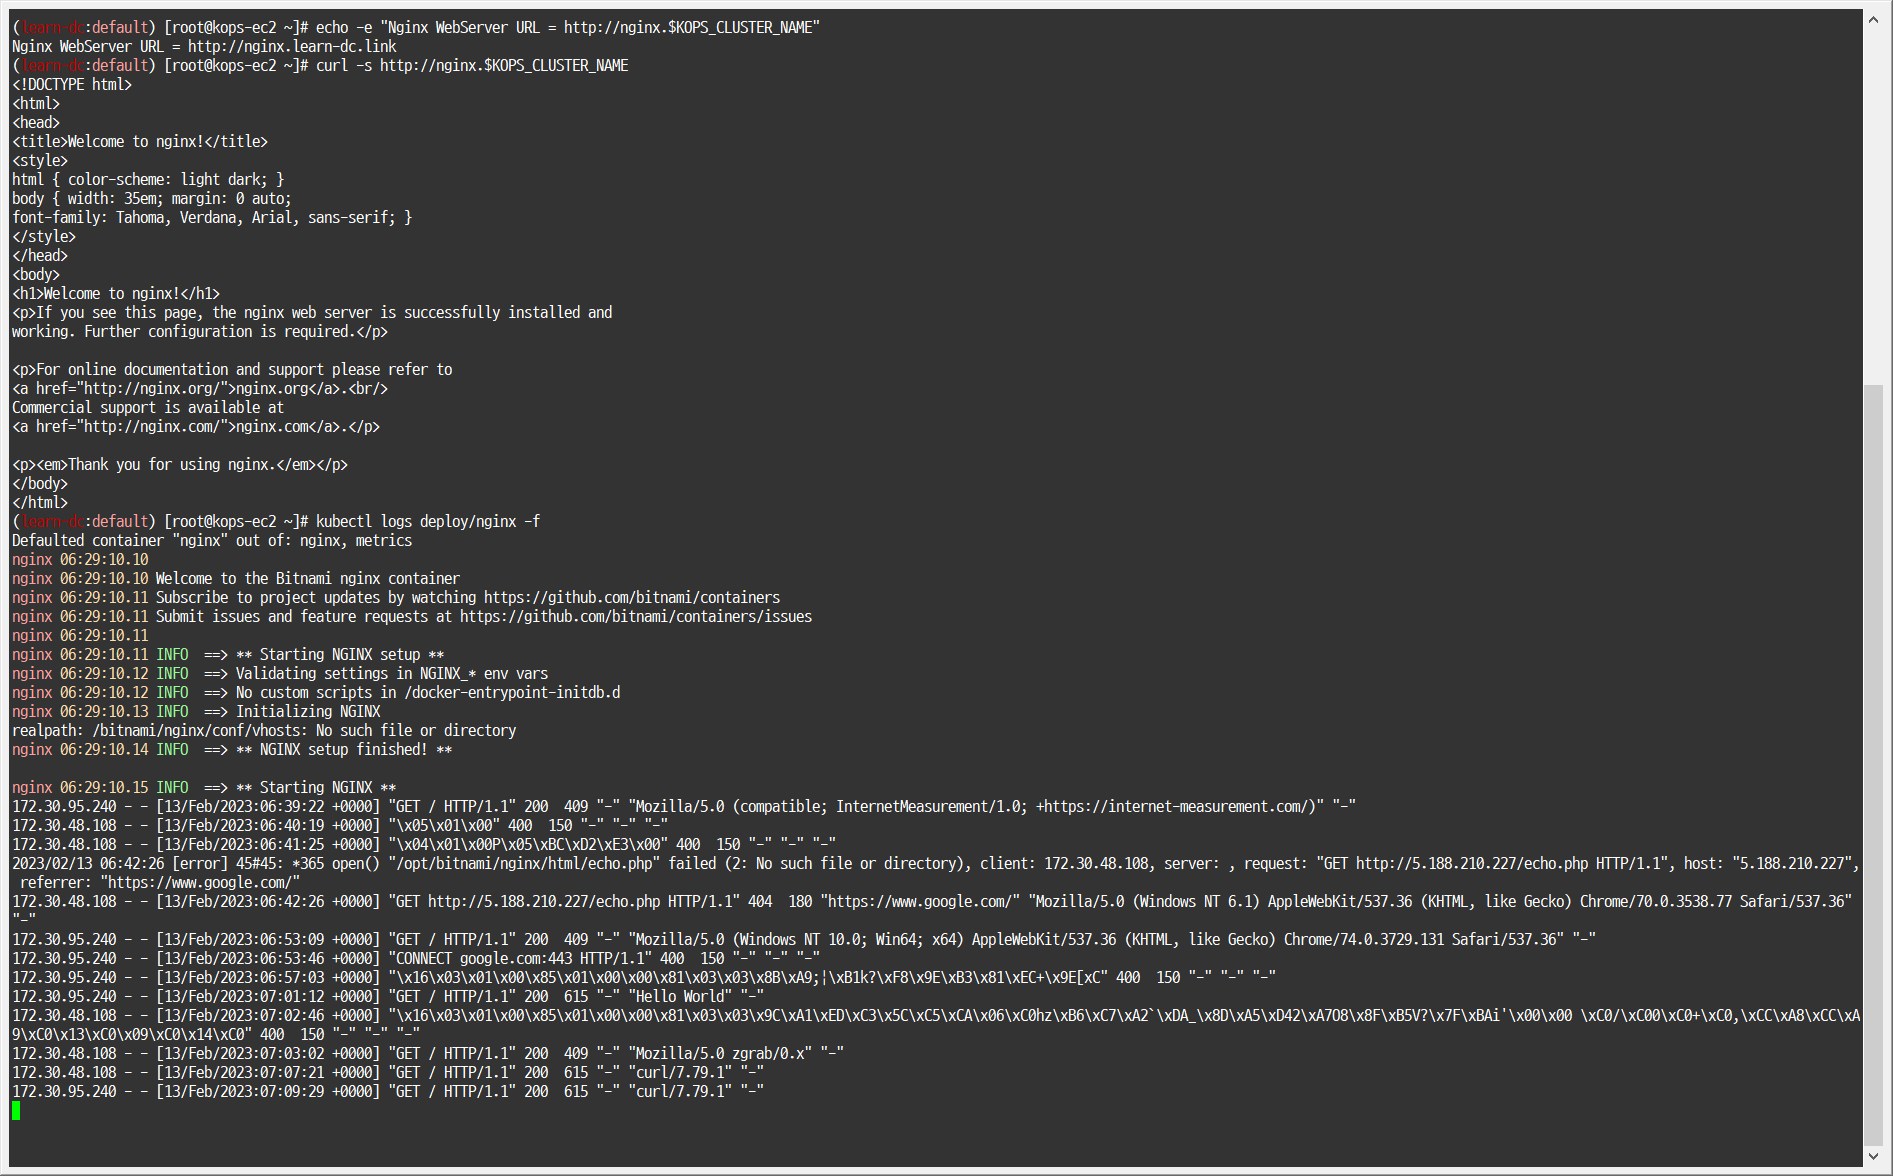 (learn-dc:default) [root@kops-ec2 ~]# echo -e "Nginx WebServer URL = http://nginx.$KOPS_CLUSTER_NAME"
Nginx WebServer URL = http://nginx.learn-dc.link
(learn-dc:default) [root@kops-ec2 ~]# curl -s http://nginx.$KOPS_CLUSTER_NAME
<!DOCTYPE html>
<html>
<head>
<title>Welcome to nginx!</title>
<style>
html { color-scheme: light dark; }
body { width: 35em; margin: 0 auto;
font-family: Tahoma, Verdana, Arial, sans-serif; }
</style>
</head>
<body>
<h1>Welcome to nginx!</h1>
<p>If you see this page, the nginx web server is successfully installed and
working. Further configuration is required.</p>

<p>For online documentation and support please refer to
<a href="http://nginx.org/">nginx.org</a>.<br/>
Commercial support is available at
<a href="http://nginx.com/">nginx.com</a>.</p>

<p><em>Thank you for using nginx.</em></p>
</body>
</html>
(learn-dc:default) [root@kops-ec2 ~]# kubectl logs deploy/nginx -f
Defaulted container "nginx" out of: nginx, metrics
nginx 06:29:10.10
nginx 06:29:10.10 Welcome to the Bitnami nginx container
nginx 06:29:10.11 Subscribe to project updates by watching https://github.com/bitnami/containers
nginx 06:29:10.11 Submit issues and feature requests at https://github.com/bitnami/containers/issues
nginx 06:29:10.11
nginx 06:29:10.11 INFO  ==> ** Starting NGINX setup **
nginx 06:29:10.12 INFO  ==> Validating settings in NGINX_* env vars
nginx 06:29:10.12 INFO  ==> No custom scripts in /docker-entrypoint-initdb.d
nginx 06:29:10.13 INFO  ==> Initializing NGINX
realpath: /bitnami/nginx/conf/vhosts: No such file or directory
nginx 06:29:10.14 INFO  ==> ** NGINX setup finished! **

nginx 06:29:10.15 INFO  ==> ** Starting NGINX **
172.30.95.240 - - [13/Feb/2023:06:39:22 +0000] "GET / HTTP/1.1" 200  409 "-" "Mozilla/5.0 (compatible; InternetMeasurement/1.0; +https://internet-measurement.com/)" "-"
172.30.48.108 - - [13/Feb/2023:06:40:19 +0000] "\x05\x01\x00" 400  150 "-" "-" "-"
172.30.48.108 - - [13/Feb/2023:06:41:25 +0000] "\x04\x01\x00P\x05\xBC\xD2\xE3\x00" 400  150 "-" "-" "-"
2023/02/13 06:42:26 [error] 45#45: *365 open() "/opt/bitnami/nginx/html/echo.php" failed (2: No such file or directory), client: 172.30.48.108, server: , request: "GET http://5.188.210.227/echo.php HTTP/1.1", host: "5.188.210.227",
 referrer: "https://www.google.com/"
172.30.48.108 - - [13/Feb/2023:06:42:26 +0000] "GET http://5.188.210.227/echo.php HTTP/1.1" 404  180 "https://www.google.com/" "Mozilla/5.0 (Windows NT 6.1) AppleWebKit/537.36 (KHTML, like Gecko) Chrome/70.0.3538.77 Safari/537.36"
"-"
172.30.95.240 - - [13/Feb/2023:06:53:09 +0000] "GET / HTTP/1.1" 200  409 "-" "Mozilla/5.0 (Windows NT 10.0; Win64; x64) AppleWebKit/537.36 (KHTML, like Gecko) Chrome/74.0.3729.131 Safari/537.36" "-"
172.30.95.240 - - [13/Feb/2023:06:53:46 +0000] "CONNECT google.com:443 HTTP/1.1" 400  150 "-" "-" "-"
172.30.95.240 - - [13/Feb/2023:06:57:03 +0000] "\x16\x03\x01\x00\x85\x01\x00\x00\x81\x03\x03\x8B\xA9;¦\xB1k?\xF8\x9E\xB3\x81\xEC+\x9E[xC" 400  150 "-" "-" "-"
172.30.95.240 - - [13/Feb/2023:07:01:12 +0000] "GET / HTTP/1.1" 200  615 "-" "Hello World" "-"
172.30.48.108 - - [13/Feb/2023:07:02:46 +0000] "\x16\x03\x01\x00\x85\x01\x00\x00\x81\x03\x03\x9C\xA1\xED\xC3\x5C\xC5\xCA\x06\xC0hz\xB6\xC7\xA2`\xDA_\x8D\xA5\xD42\xA7O8\x8F\xB5V?\x7F\xBAi'\x00\x00 \xC0/\xC00\xC0+\xC0,\xCC\xA8\xCC\xA
9\xC0\x13\xC0\x09\xC0\x14\xC0" 400  150 "-" "-" "-"
172.30.48.108 - - [13/Feb/2023:07:03:02 +0000] "GET / HTTP/1.1" 200  409 "-" "Mozilla/5.0 zgrab/0.x" "-"
172.30.48.108 - - [13/Feb/2023:07:07:21 +0000] "GET / HTTP/1.1" 200  615 "-" "curl/7.79.1" "-"
172.30.95.240 - - [13/Feb/2023:07:09:29 +0000] "GET / HTTP/1.1" 200  615 "-" "curl/7.79.1" "-"